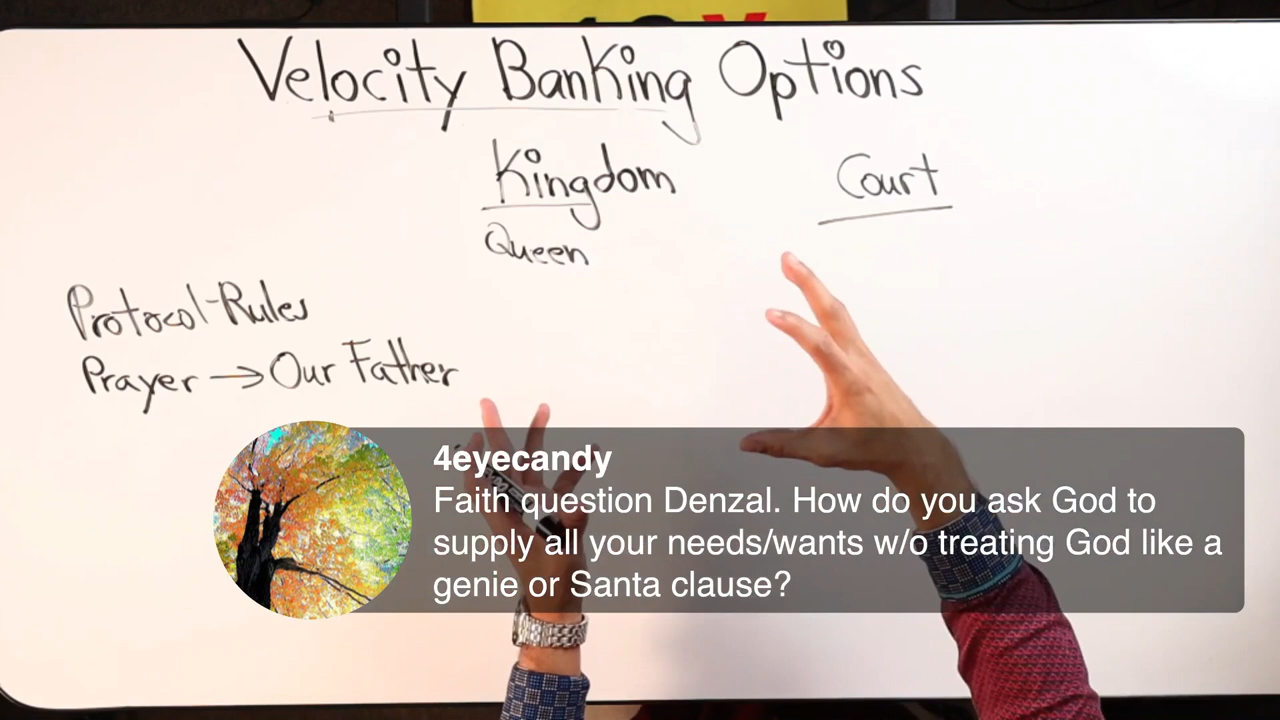 Velocity Banking Options
Kingdom
Court
Queen
Protocol-Rules
Prayer → Our Father
4eyecandy
Faith question Denzal. How do you ask God to
supply all your needs/wants w/o treating God like a
genie or Santa clause?